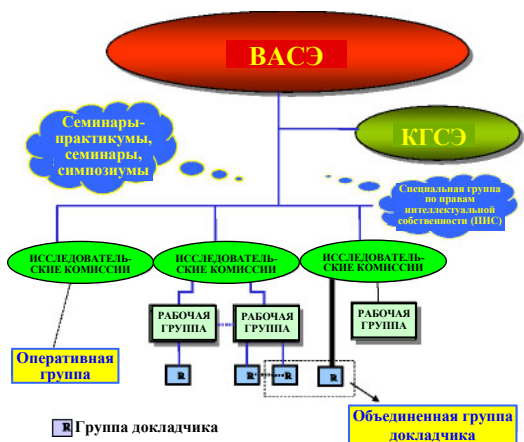 ВАСЭ
КГСЭ
Семинары-
практикумы,
семинары,
симпозиумы
Специальная группа
по правам
интеллектуальной
собственности (ПИС)
ИССЛЕДОВАТЕЛЬ-
СКИЕ КОМИССИИ
ИССЛЕДОВАТЕЛЬ-
СКИЕ КОМИССИИ
ИССЛЕДОВАТЕЛЬ-
СКИЕ КОМИССИИ
РАБОЧАЯ
ГРУППА
РАБОЧАЯ
ГРУППА
РАБОЧАЯ
ГРУППА
Оперативная
группа
R
R
R
R
R Группа докладчика
Объединенная группа
докладчика